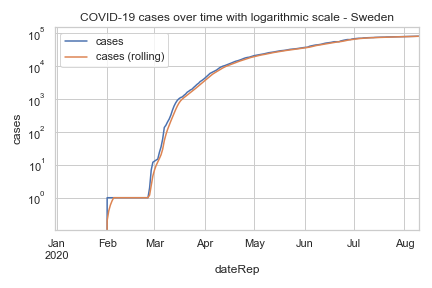 COVID-19 cases over time with logarithmic scale - Sweden
cases
cases (rolling)
10^5
10^4
10^3
10^2
10^1
10^0
cases
Jan
2020
Feb
Mar
Apr
May
Jun
Jul
Aug
dateRep